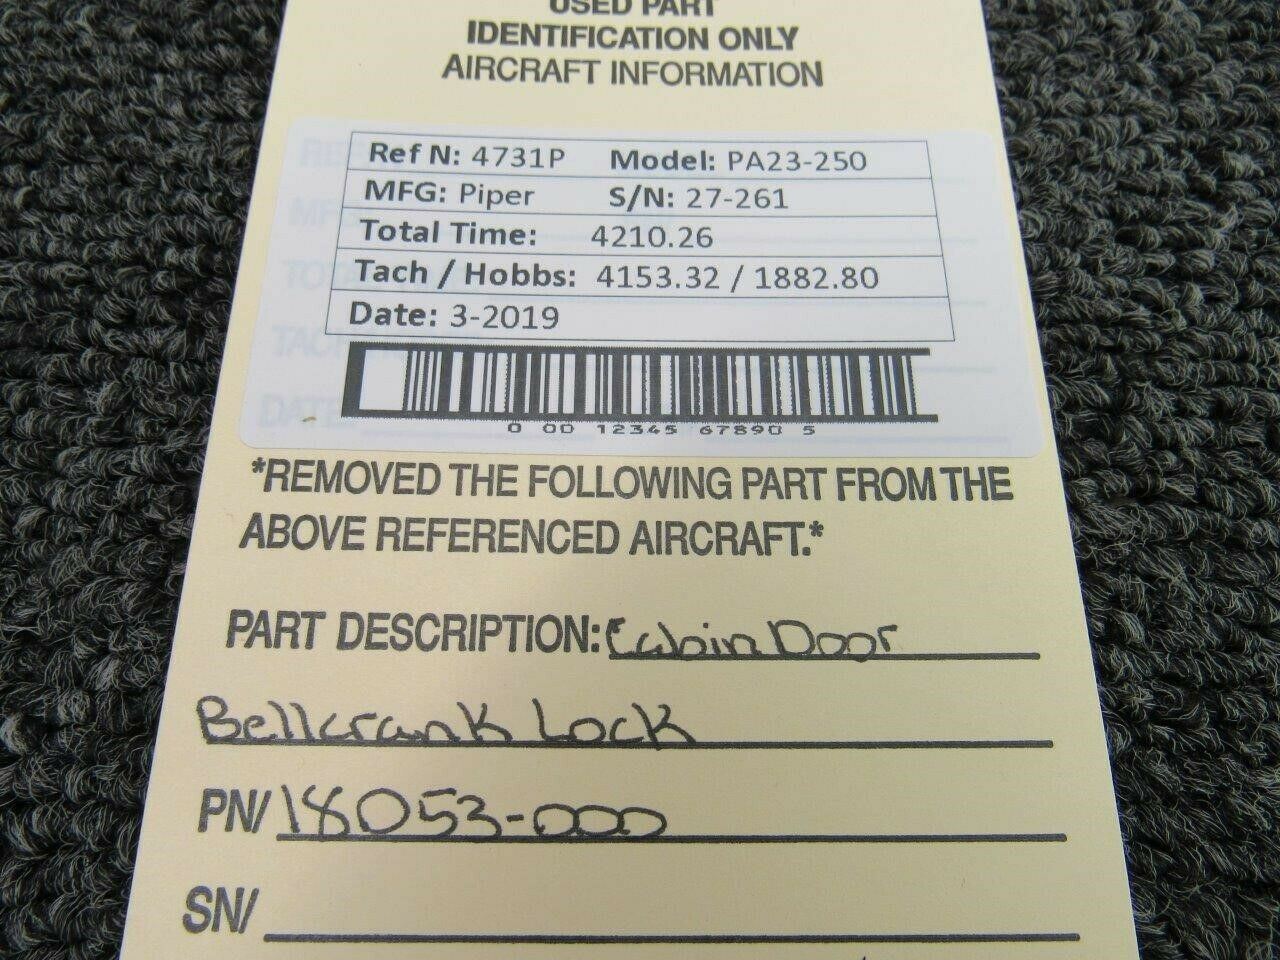 USED PART
IDENTIFICATION ONLY
AIRCRAFT INFORMATION
Ref N: 4731P Model: PA23-250
MFG: Piper S/N: 27-261
Total Time: 4210.26
Tach / Hobbs: 4153.32 / 1882.80
Date: 3-2019
0 00 12345 67890 5
*REMOVED THE FOLLOWING PART FROM THE
ABOVE REFERENCED AIRCRAFT.*
PART DESCRIPTION: Cabin Door
Bellcrank Lock
PN/ 18053-000
SN/